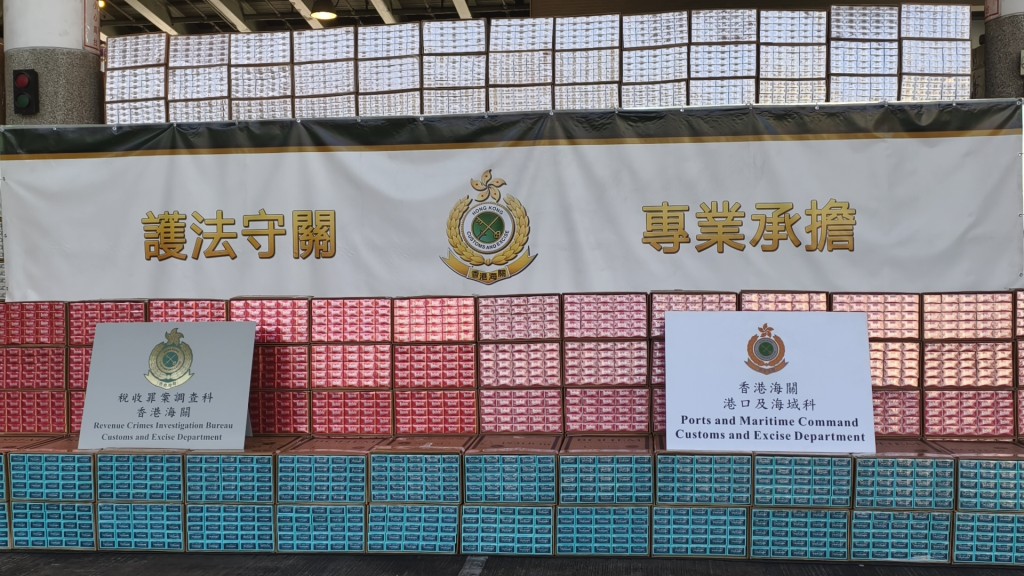 護法守關
HONG KONG
CUSTOMS AND EXCISE
香港海關
專業承擔
稅收罪案調查科
香港海關
Revenue Crimes Investigation Bureau
Customs and Excise Department
香港海關
港口及海域科
Ports and Maritime Command
Customs and Excise Department